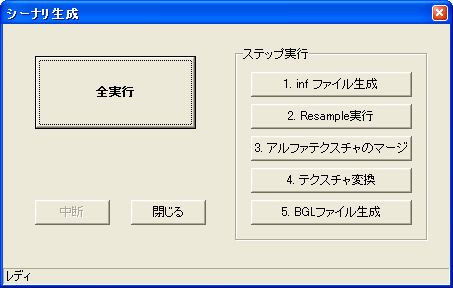 シーナリ生成
全実行
ステップ実行
1. inf ファイル生成
2. Resample実行
3. アルファテクスチャのマージ
4. テクスチャ変換
5. BGLファイル生成
中断
閉じる
レディ